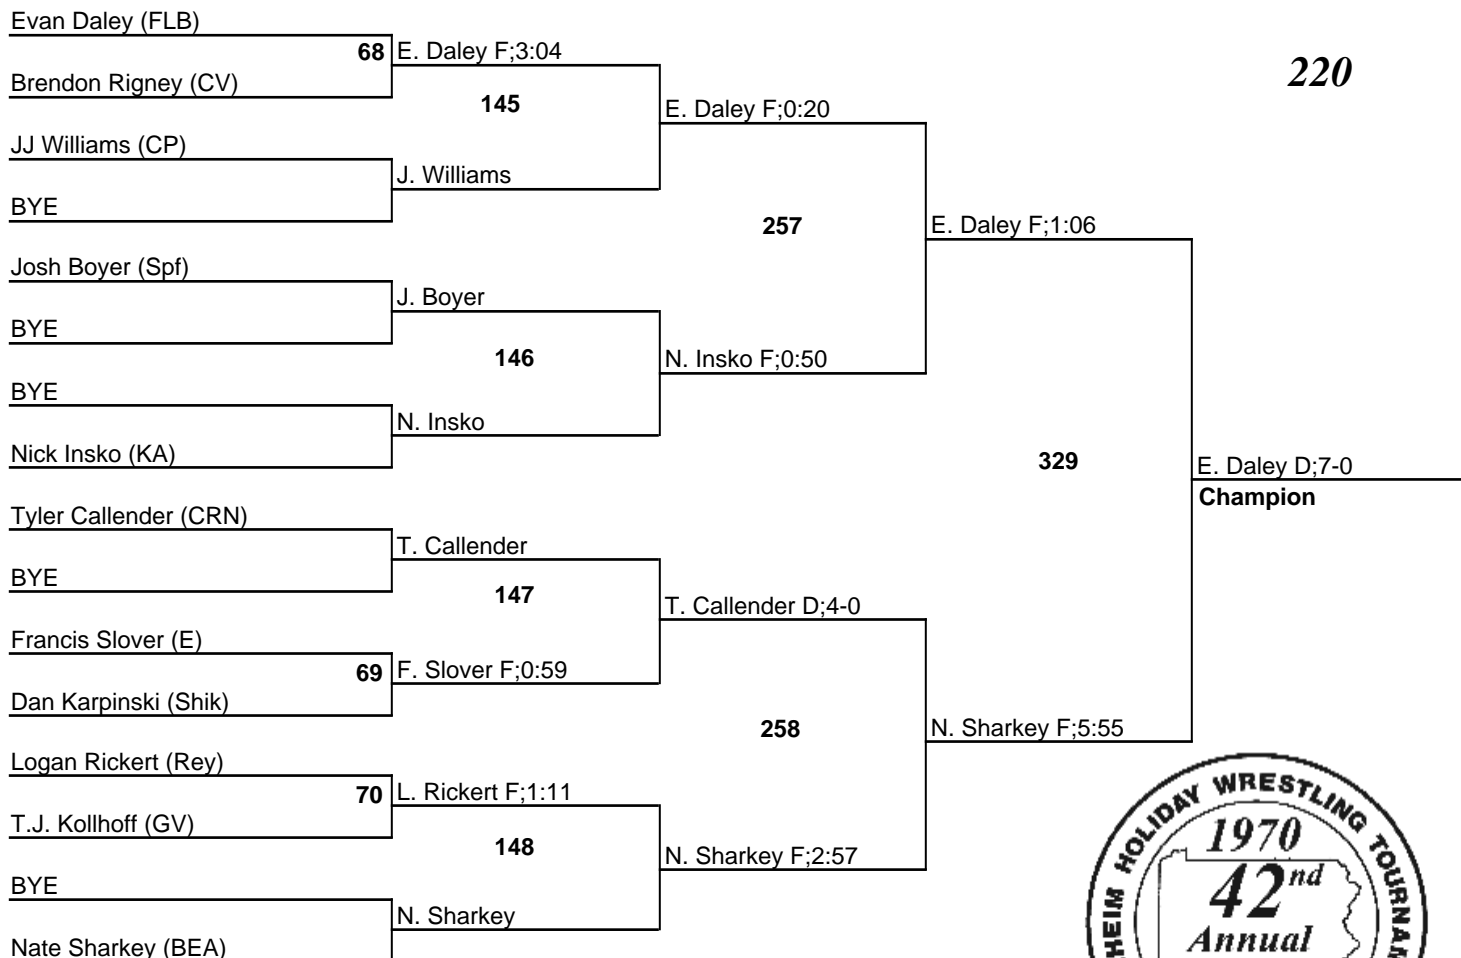 Evan Daley (FLB)
68 E. Daley F;3:04
Brendon Rigney (CV)
220
145
E. Daley F;0:20
JJ Williams (CP)
J. Williams
BYE
257
E. Daley F;1:06
Josh Boyer (Spf)
J. Boyer
BYE
146
N. Insko F;0:50
BYE
N. Insko
Nick Insko (KA)
329
E. Daley D;7-0
Champion
Tyler Callender (CRN)
T. Callender
BYE
147
T. Callender D;4-0
Francis Slover (E)
69 F. Slover F;0:59
Dan Karpinski (Shik)
258
N. Sharkey F;5:55
Logan Rickert (Rey)
70 L. Rickert F;1:11
T.J. Kollhoff (GV)
148
N. Sharkey F;2:57
BYE
N. Sharkey
Nate Sharkey (BEA)
HEIM HOLIDAY WRESTLING TOURNAM
1970
42nd
Annual